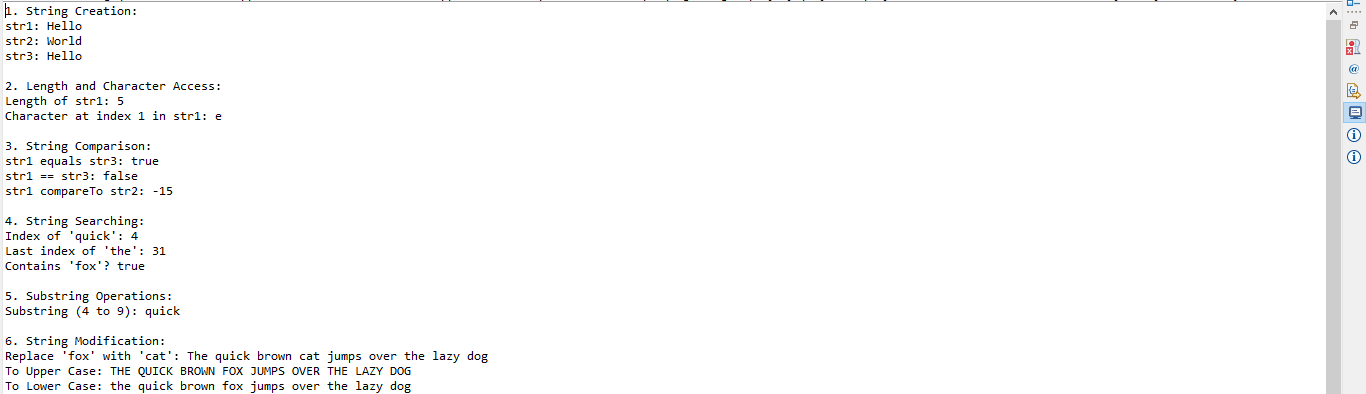 1. String Creation:
str1: Hello
str2: World
str3: Hello
2. Length and Character Access:
Length of str1: 5
Character at index 1 in str1: e
3. String Comparison:
str1 equals str3: true
str1 == str3: false
str1 compareTo str2: -15
4. String Searching:
Index of 'quick': 4
Last index of 'the': 31
Contains 'fox'? true
5. Substring Operations:
Substring (4 to 9): quick
6. String Modification:
Replace 'fox' with 'cat': The quick brown cat jumps over the lazy dog
To Upper Case: THE QUICK BROWN FOX JUMPS OVER THE LAZY DOG
To Lower Case: the quick brown fox jumps over the lazy dog